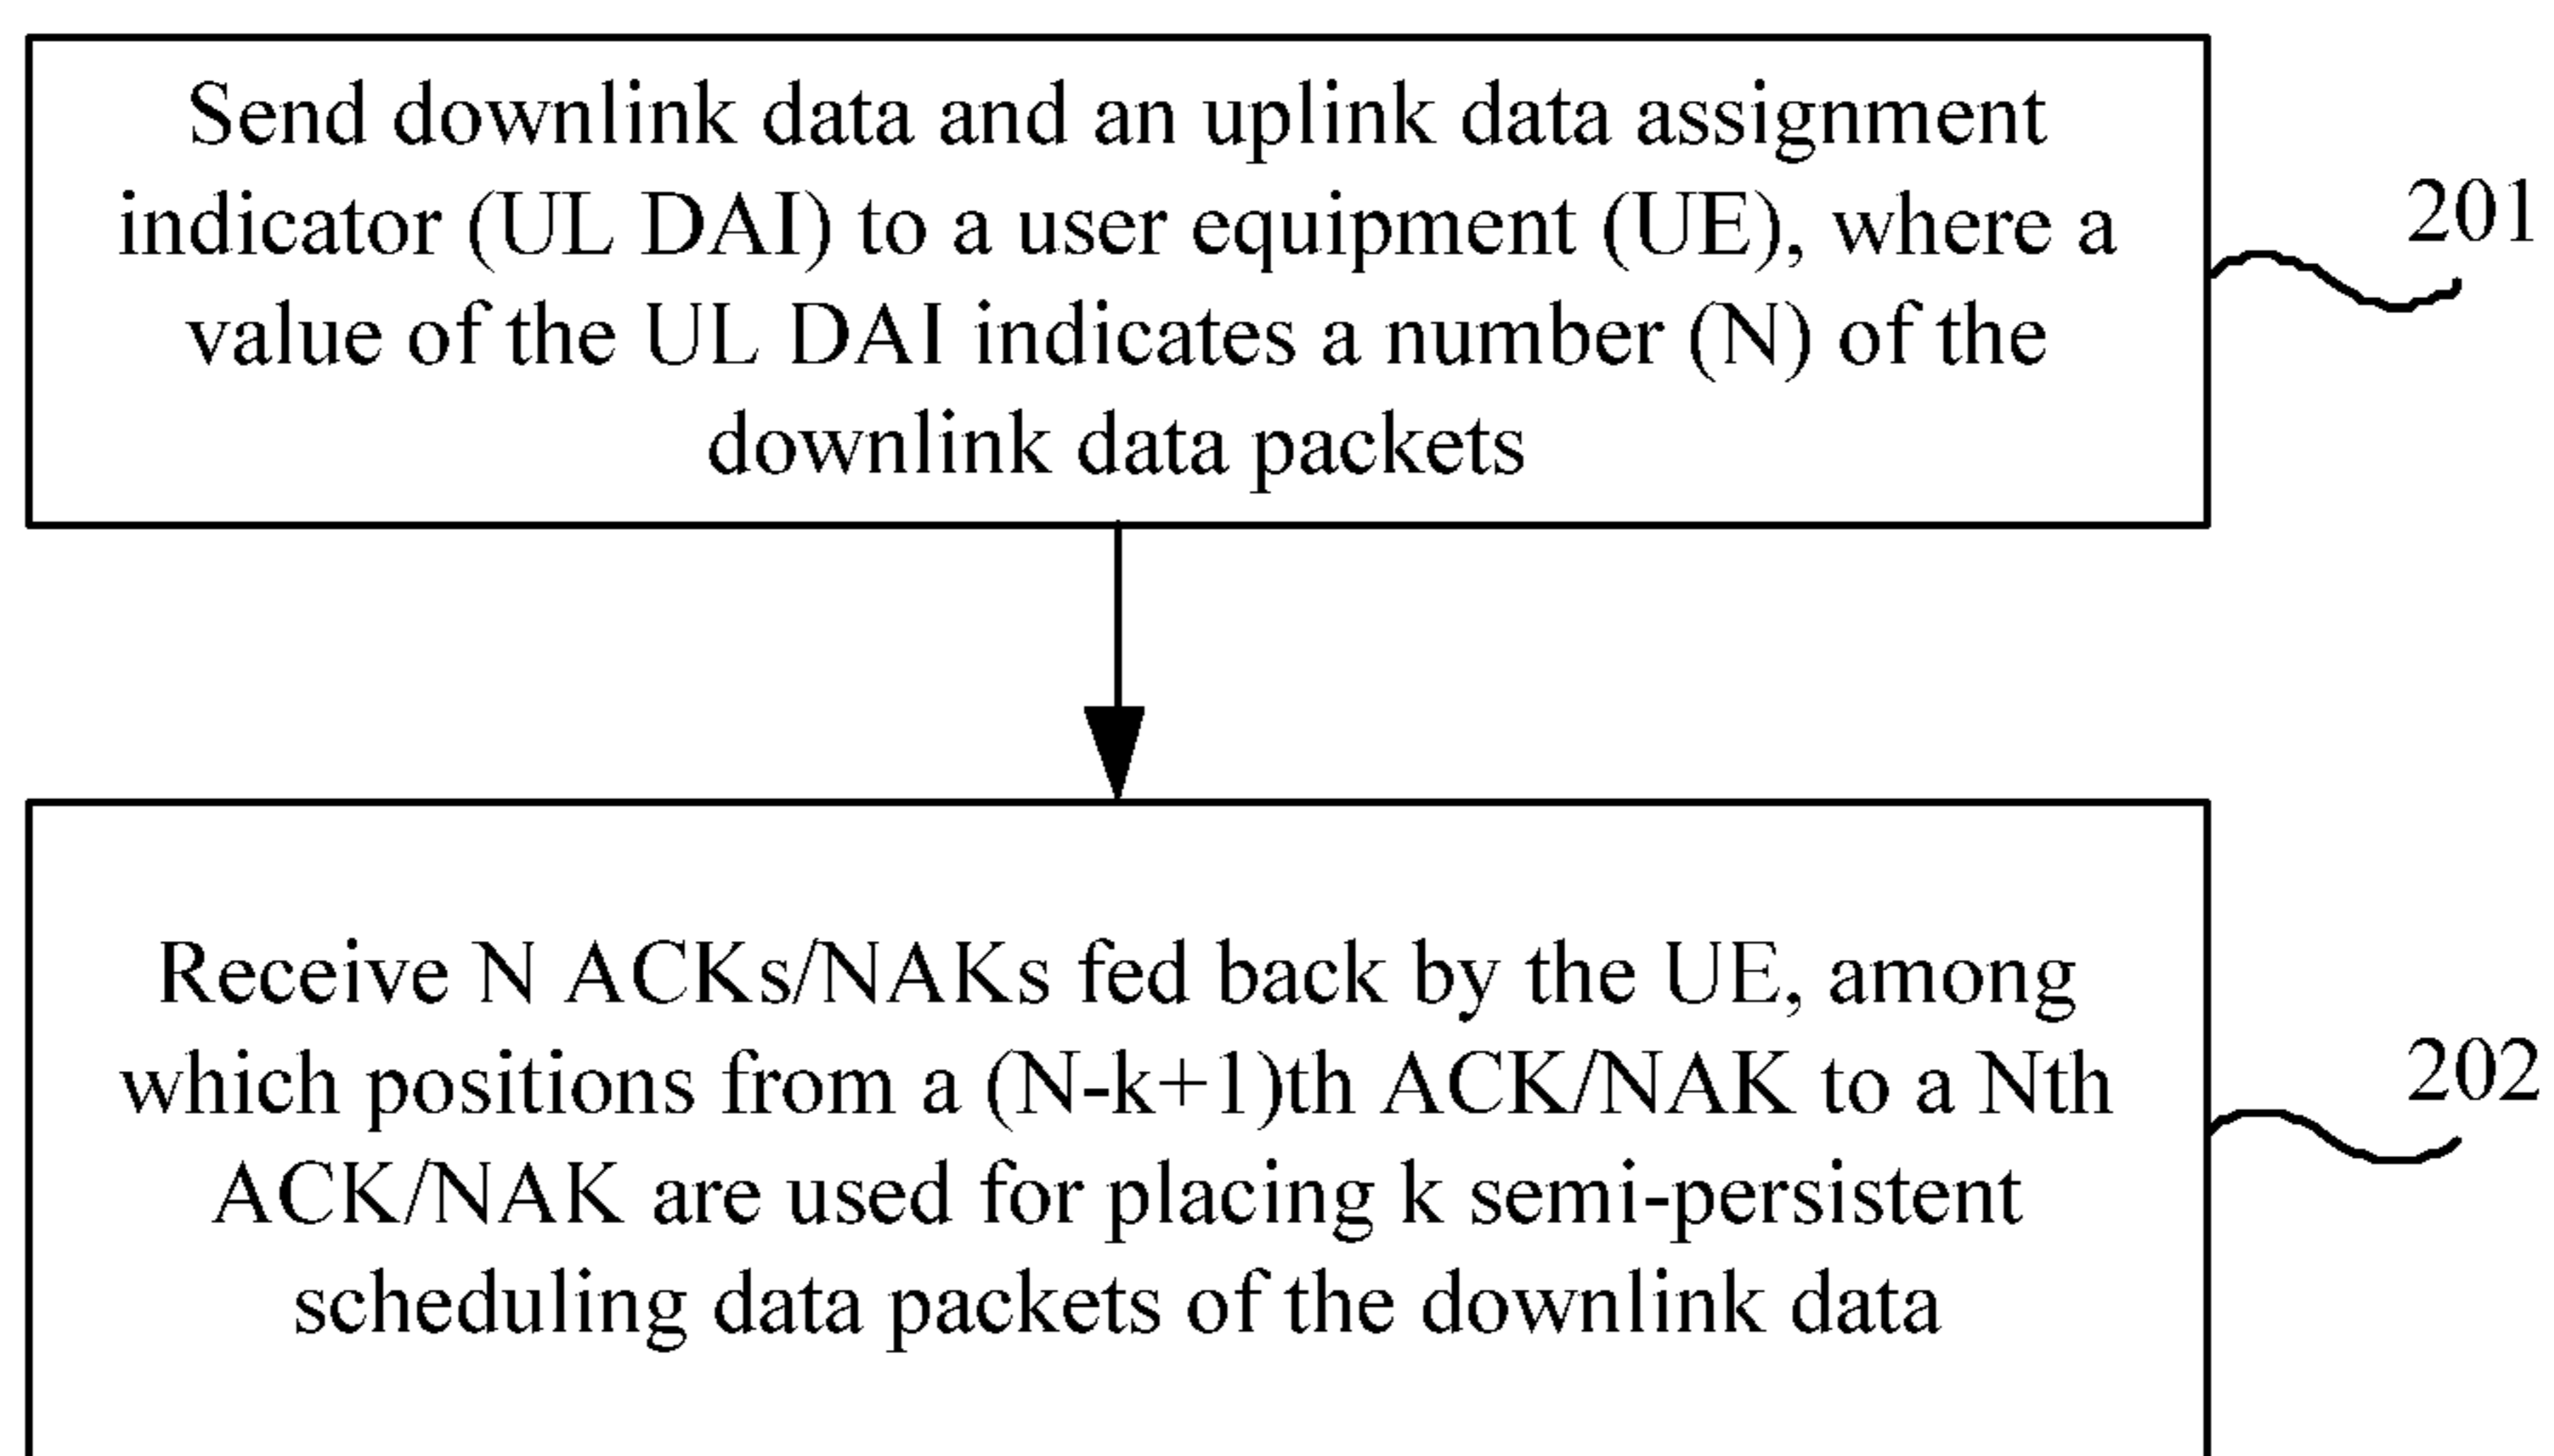 Send downlink data and an uplink data assignment
indicator (UL DAI) to a user equipment (UE), where a
value of the UL DAI indicates a number (N) of the
downlink data packets
201
Receive N ACKs/NAKs fed back by the UE, among
which positions from a (N-k+1)th ACK/NAK to a Nth
ACK/NAK are used for placing k semi-persistent
scheduling data packets of the downlink data
202